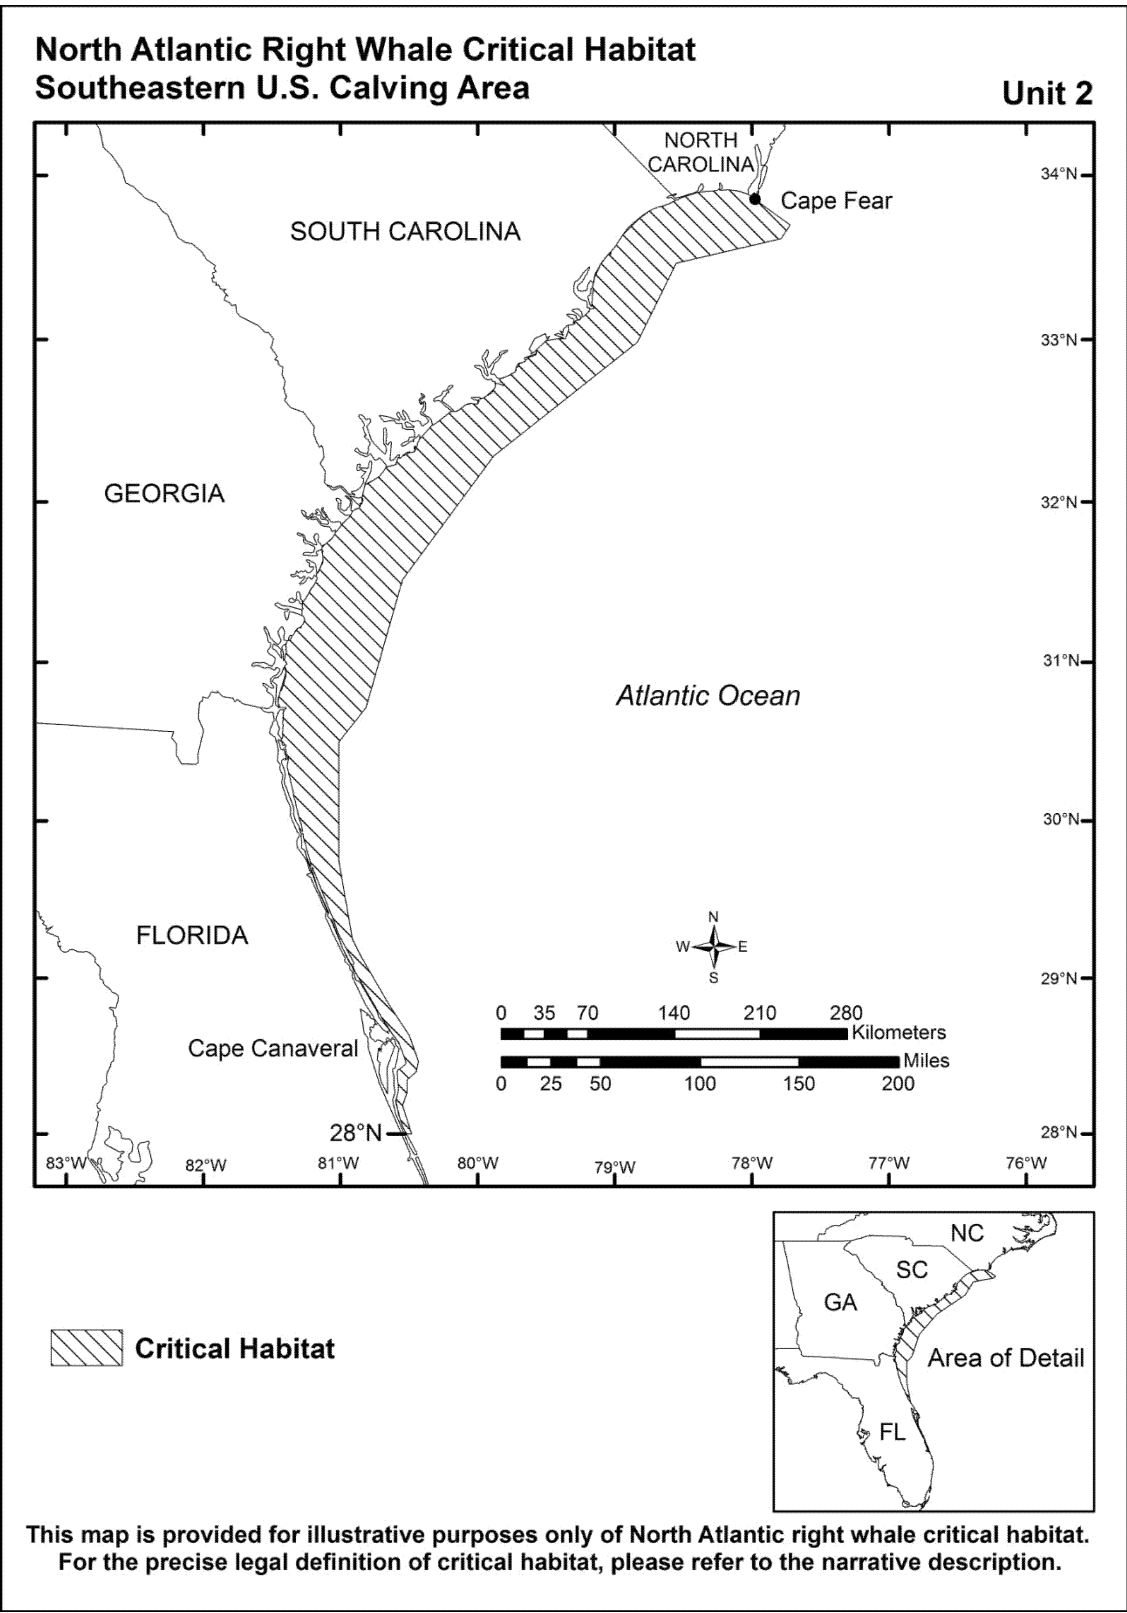 North Atlantic Right Whale Critical Habitat
Southeastern U.S. Calving Area
Unit 2
NORTH
CAROLINA
34°N
Cape Fear
SOUTH CAROLINA
33°N
GEORGIA
32°N
31°N
Atlantic Ocean
30°N
FLORIDA
N
W E
S
29°N
0 35 70 140 210 280
Kilometers
Cape Canaveral
Miles
0 25 50 100 150 200
28°N
28°N
83°W 82°W 81°W 80°W 79°W 78°W 77°W 76°W
NC
SC
GA
Area of Detail
FL
Critical Habitat
This map is provided for illustrative purposes only of North Atlantic right whale critical habitat.
For the precise legal definition of critical habitat, please refer to the narrative description.